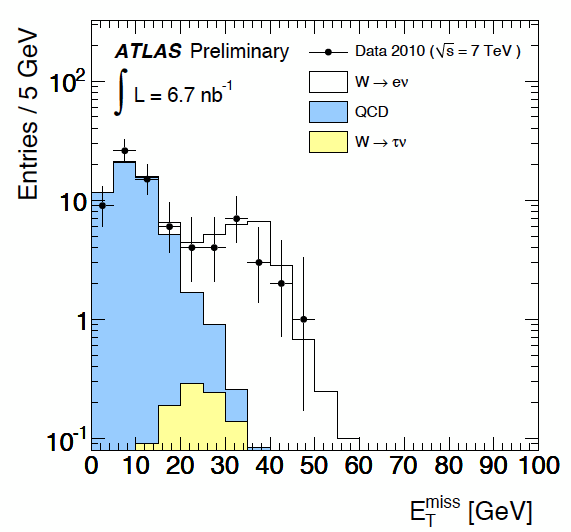 ATLAS Preliminary
∫ L = 6.7 nb⁻¹
Data 2010 (√s = 7 TeV )
W → eν
QCD
W → τν
Entries / 5 GeV
10²
10
1
10⁻¹
0 10 20 30 40 50 60 70 80 90 100
E_T^miss [GeV]